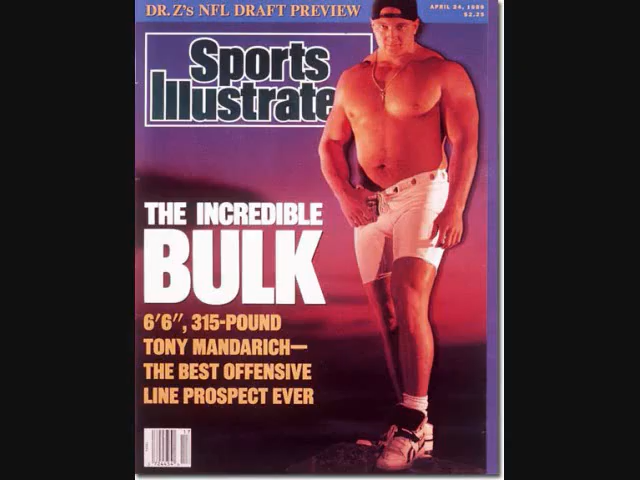 DR. Z's NFL DRAFT PREVIEW
APRIL 24, 1989
$2.25
Sports
Illustrate
THE INCREDIBLE
BULK
6'6", 315-POUND
TONY MANDARICH—
THE BEST OFFENSIVE
LINE PROSPECT EVER